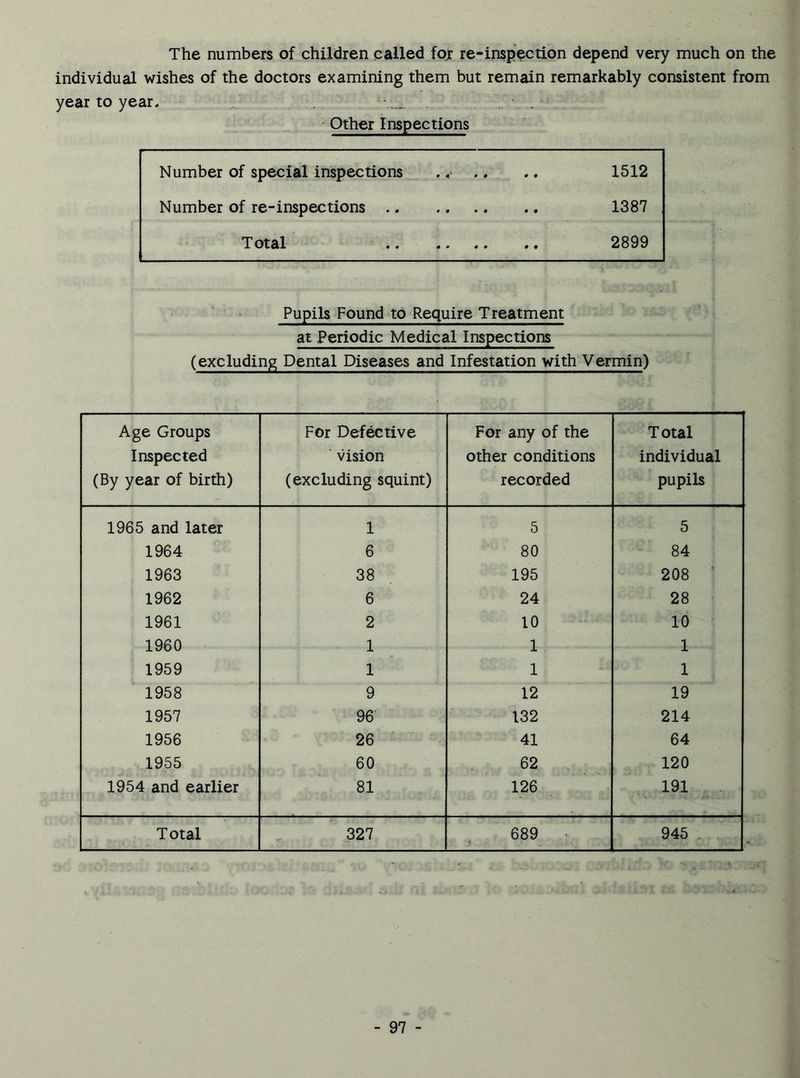 The numbers of children called for re-inspection depend very much on the
individual wishes of the doctors examining them but remain remarkably consistent from
year to year.
Other Inspections
Number of special inspections .. .. .. 1512
Number of re-inspections .. .. .. .. 1387
Total .. .. .. .. 2899
Pupils Found to Require Treatment
at Periodic Medical Inspections
(excluding Dental Diseases and Infestation with Vermin)
Age Groups For Defective For any of the Total
Inspected vision other conditions individual
(By year of birth) (excluding squint) recorded pupils
1965 and later 1 5 5
1964 6 80 84
1963 38 195 208
1962 6 24 28
1961 2 10 10
1960 1 1 1
1959 1 1 1
1958 9 12 19
1957 96 132 214
1956 26 41 64
1955 60 62 120
1954 and earlier 81 126 191
Total 327 689 945
- 97 -